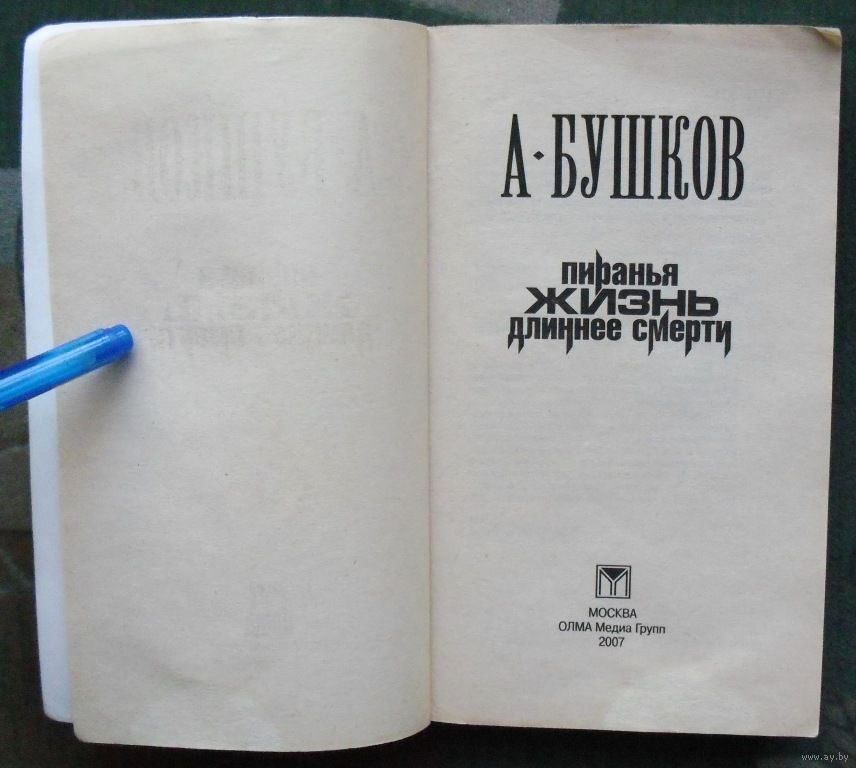 А·БУШКОВ
пиранья
ЖИЗНЬ
длиннее смерти
МОСКВА
ОЛМА Медиа Групп
2007
www.ay.by